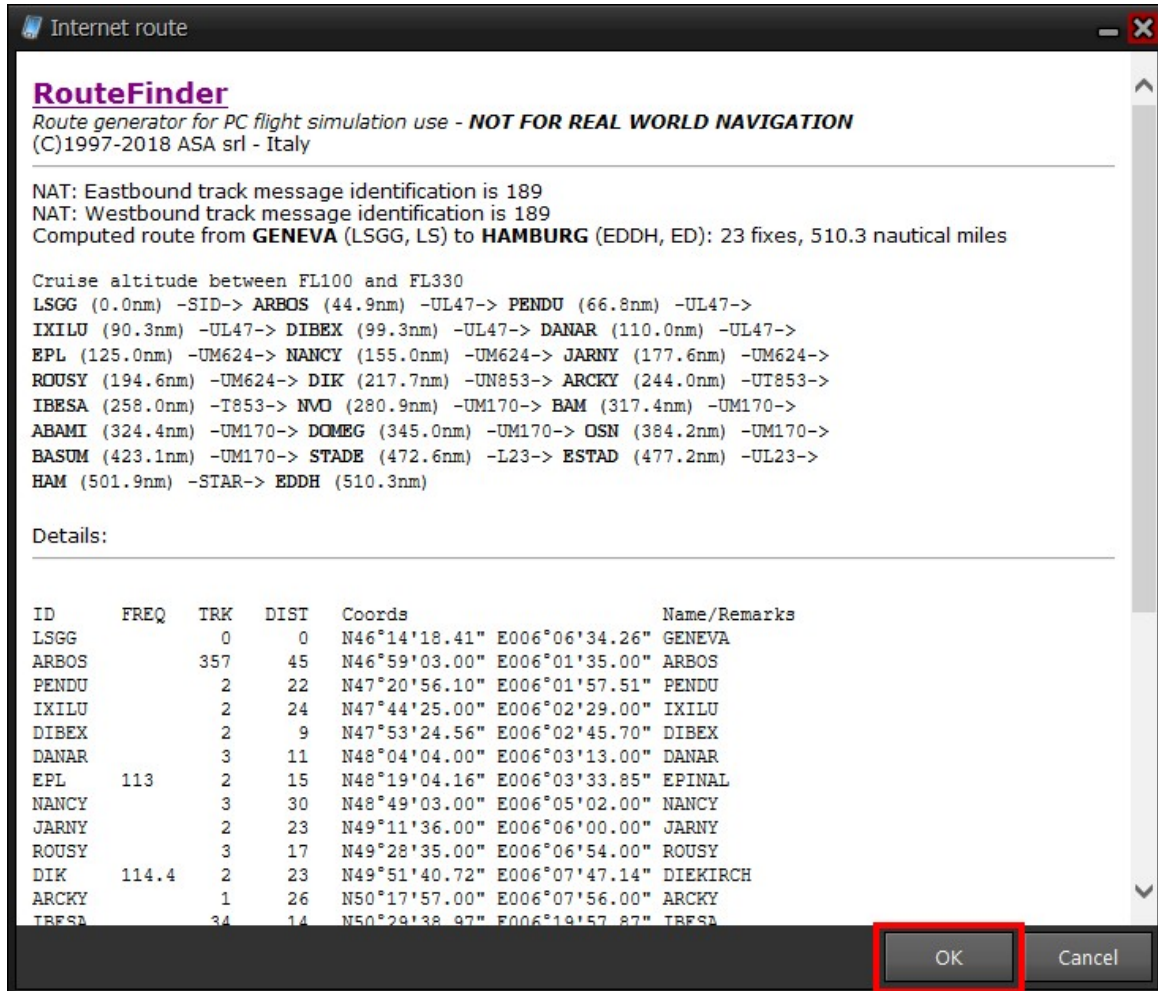 Internet route
RouteFinder
Route generator for PC flight simulation use - NOT FOR REAL WORLD NAVIGATION
(C)1997-2018 ASA srl - Italy
NAT: Eastbound track message identification is 189
NAT: Westbound track message identification is 189
Computed route from GENEVA (LSGG, LS) to HAMBURG (EDDH, ED): 23 fixes, 510.3 nautical miles
Cruise altitude between FL100 and FL330
LSGG (0.0nm) -SID-> ARBOS (44.9nm) -UL47-> PENDU (66.8nm) -UL47->
IXILU (90.3nm) -UL47-> DIBEX (99.3nm) -UL47-> DANAR (110.0nm) -UL47->
EPL (125.0nm) -UM624-> NANCY (155.0nm) -UM624-> JARNY (177.6nm) -UM624->
ROUSY (194.6nm) -UM624-> DIK (217.7nm) -UN853-> ARCKY (244.0nm) -UT853->
IBESA (258.0nm) -T853-> NVO (280.9nm) -UM170-> BAM (317.4nm) -UM170->
ABAMI (324.4nm) -UM170-> DOMEG (345.0nm) -UM170-> OSN (384.2nm) -UM170->
BASUM (423.1nm) -UM170-> STADE (472.6nm) -L23-> ESTAD (477.2nm) -UL23->
HAM (501.9nm) -STAR-> EDDH (510.3nm)
Details:
ID FREQ TRK DIST Coords Name/Remarks
LSGG 0 0 N46°14'18.41" E006°06'34.26" GENEVA
ARBOS 357 45 N46°59'03.00" E006°01'35.00" ARBOS
PENDU 2 22 N47°20'56.10" E006°01'57.51" PENDU
IXILU 2 24 N47°44'25.00" E006°02'29.00" IXILU
DIBEX 2 9 N47°53'24.56" E006°02'45.70" DIBEX
DANAR 3 11 N48°04'04.00" E006°03'13.00" DANAR
EPL 113 2 15 N48°19'04.16" E006°03'33.85" EPINAL
NANCY 3 30 N48°49'03.00" E006°05'02.00" NANCY
JARNY 2 23 N49°11'36.00" E006°06'00.00" JARNY
ROUSY 3 17 N49°28'35.00" E006°06'54.00" ROUSY
DIK 114.4 2 23 N49°51'40.72" E006°07'47.14" DIEKIRCH
ARCKY 1 26 N50°17'57.00" E006°07'56.00" ARCKY
IBESA 34 14 N50°29'38.97" E006°19'57.87" IBESA
OK Cancel